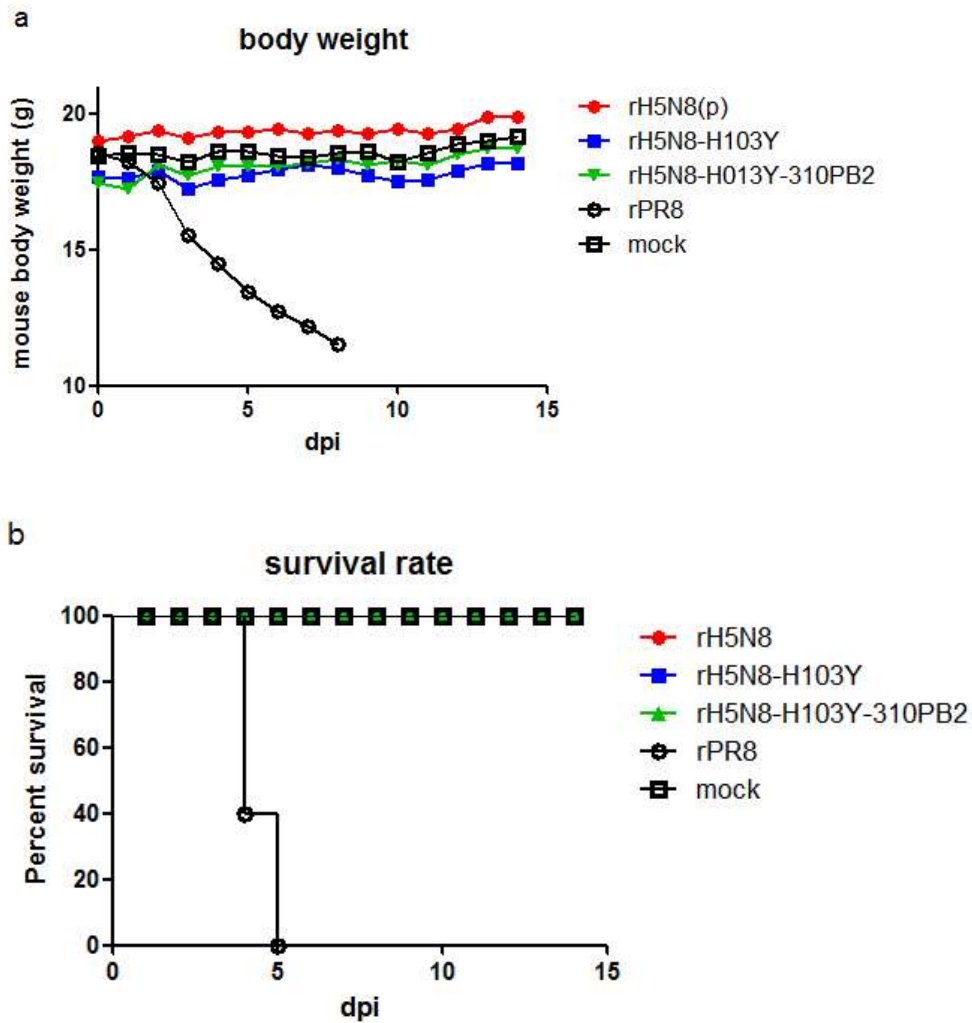 a
body weight
mouse body weight (g)
20
15
10
0
5
10
15
dpi
rH5N8(p)
rH5N8-H103Y
rH5N8-H013Y-310PB2
rPR8
mock
b
survival rate
Percent survival
100
80
60
40
20
0
0
5
10
15
dpi
rH5N8
rH5N8-H103Y
rH5N8-H103Y-310PB2
rPR8
mock